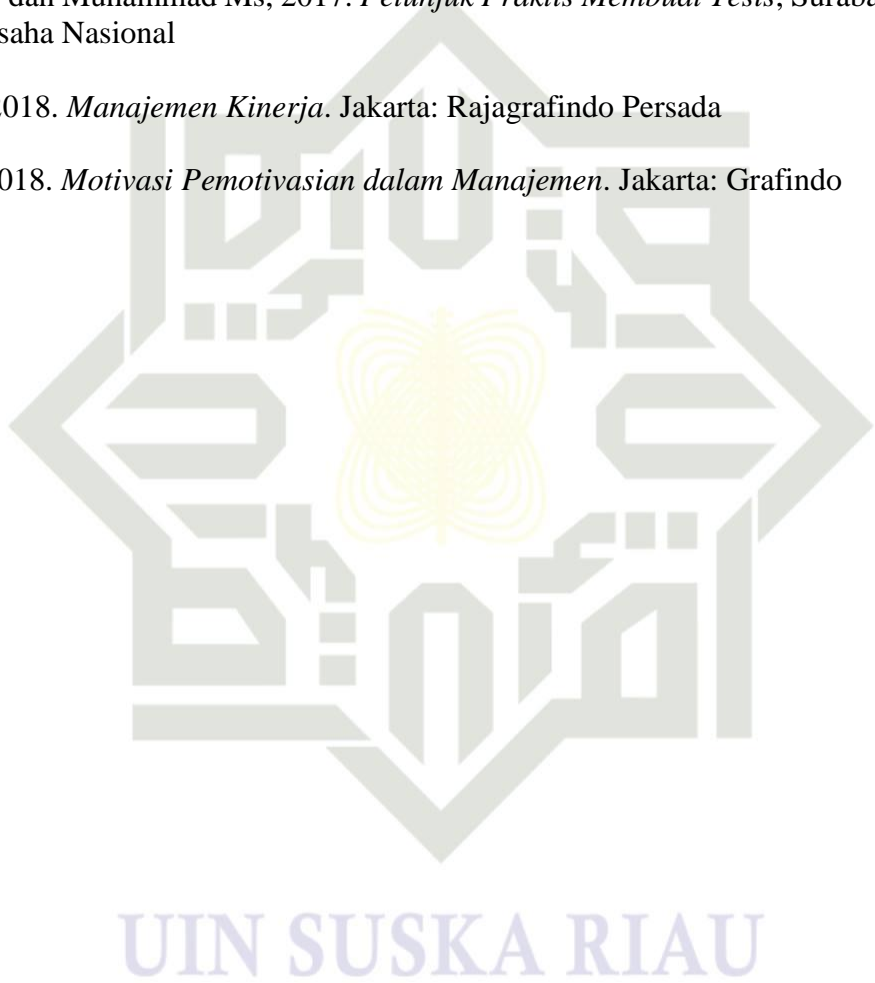 dan Muhammad Ms, 2017. Petunjuk Praktis Membuat Tesis, Surab
saha Nasional
2018. Manajemen Kinerja. Jakarta: Rajagrafindo Persada
018. Motivasi Pemotivasian dalam Manajemen. Jakarta: Grafindo
UIN SUSKA RIAU